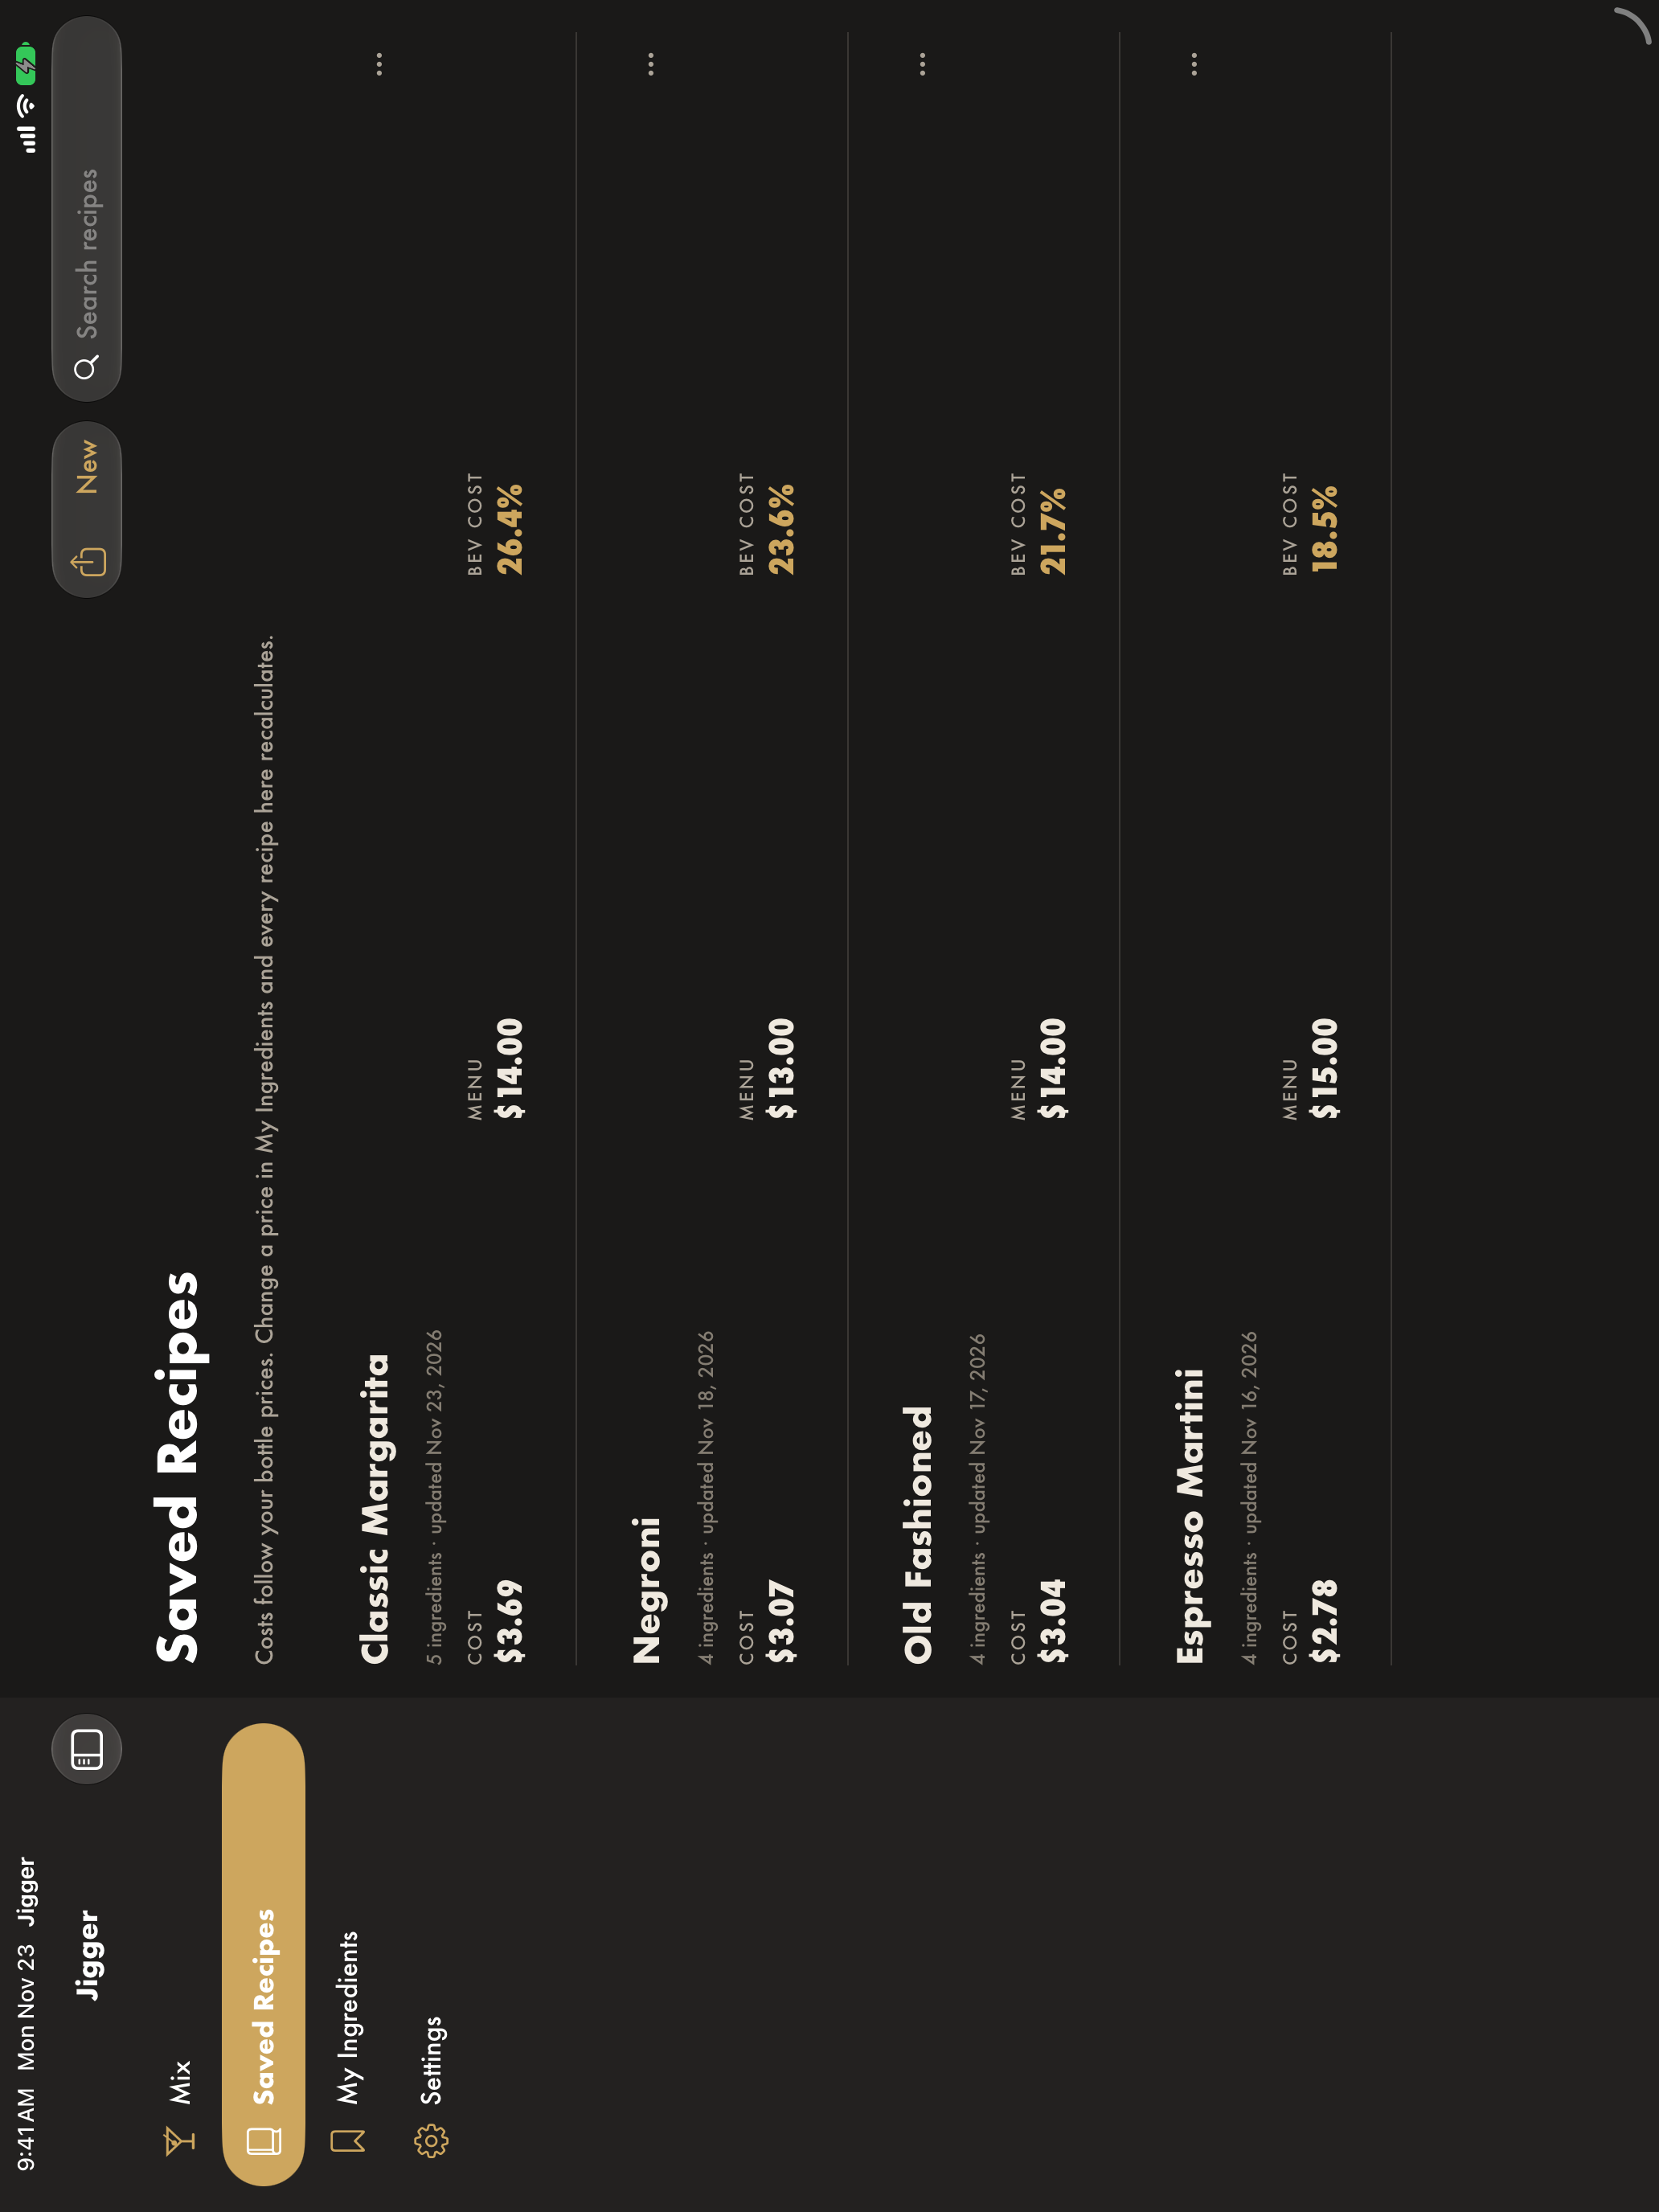 9:41 AM Mon Nov 23 Jigger
Jigger
Mix
Saved Recipes
My Ingredients
Settings
New
Search recipes
Saved Recipes
Costs follow your bottle prices. Change a price in My Ingredients and every recipe here recalculates.
Classic Margarita
5 ingredients · updated Nov 23, 2026
COST MENU BEV COST
$3.69 $14.00 26.4%
Negroni
4 ingredients · updated Nov 18, 2026
COST MENU BEV COST
$3.07 $13.00 23.6%
Old Fashioned
4 ingredients · updated Nov 17, 2026
COST MENU BEV COST
$3.04 $14.00 21.7%
Espresso Martini
4 ingredients · updated Nov 16, 2026
COST MENU BEV COST
$2.78 $15.00 18.5%